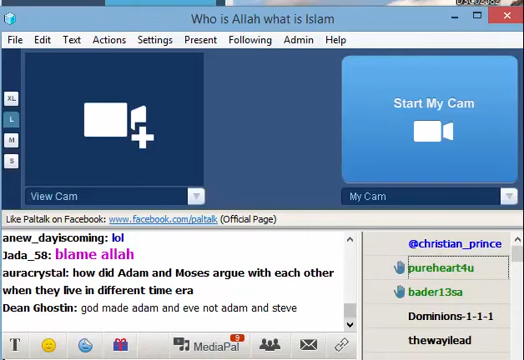 Who is Allah what is Islam
File Edit Text Actions Settings Present Following Admin Help
XL
L
M
S
Start My Cam
View Cam
My Cam
Like Paltalk on Facebook: www.facebook.com/paltalk (Official Page)
anew_dayiscoming: lol
Jada_58: blame allah
auracrystal: how did Adam and Moses argue with each other
when they live in different time era
Dean Ghostin: god made adam and eve not adam and steve
@christian_prince
pureheart4u
bader13sa
Dominions-1-1-1
thewayilead
T
MediaPal
9